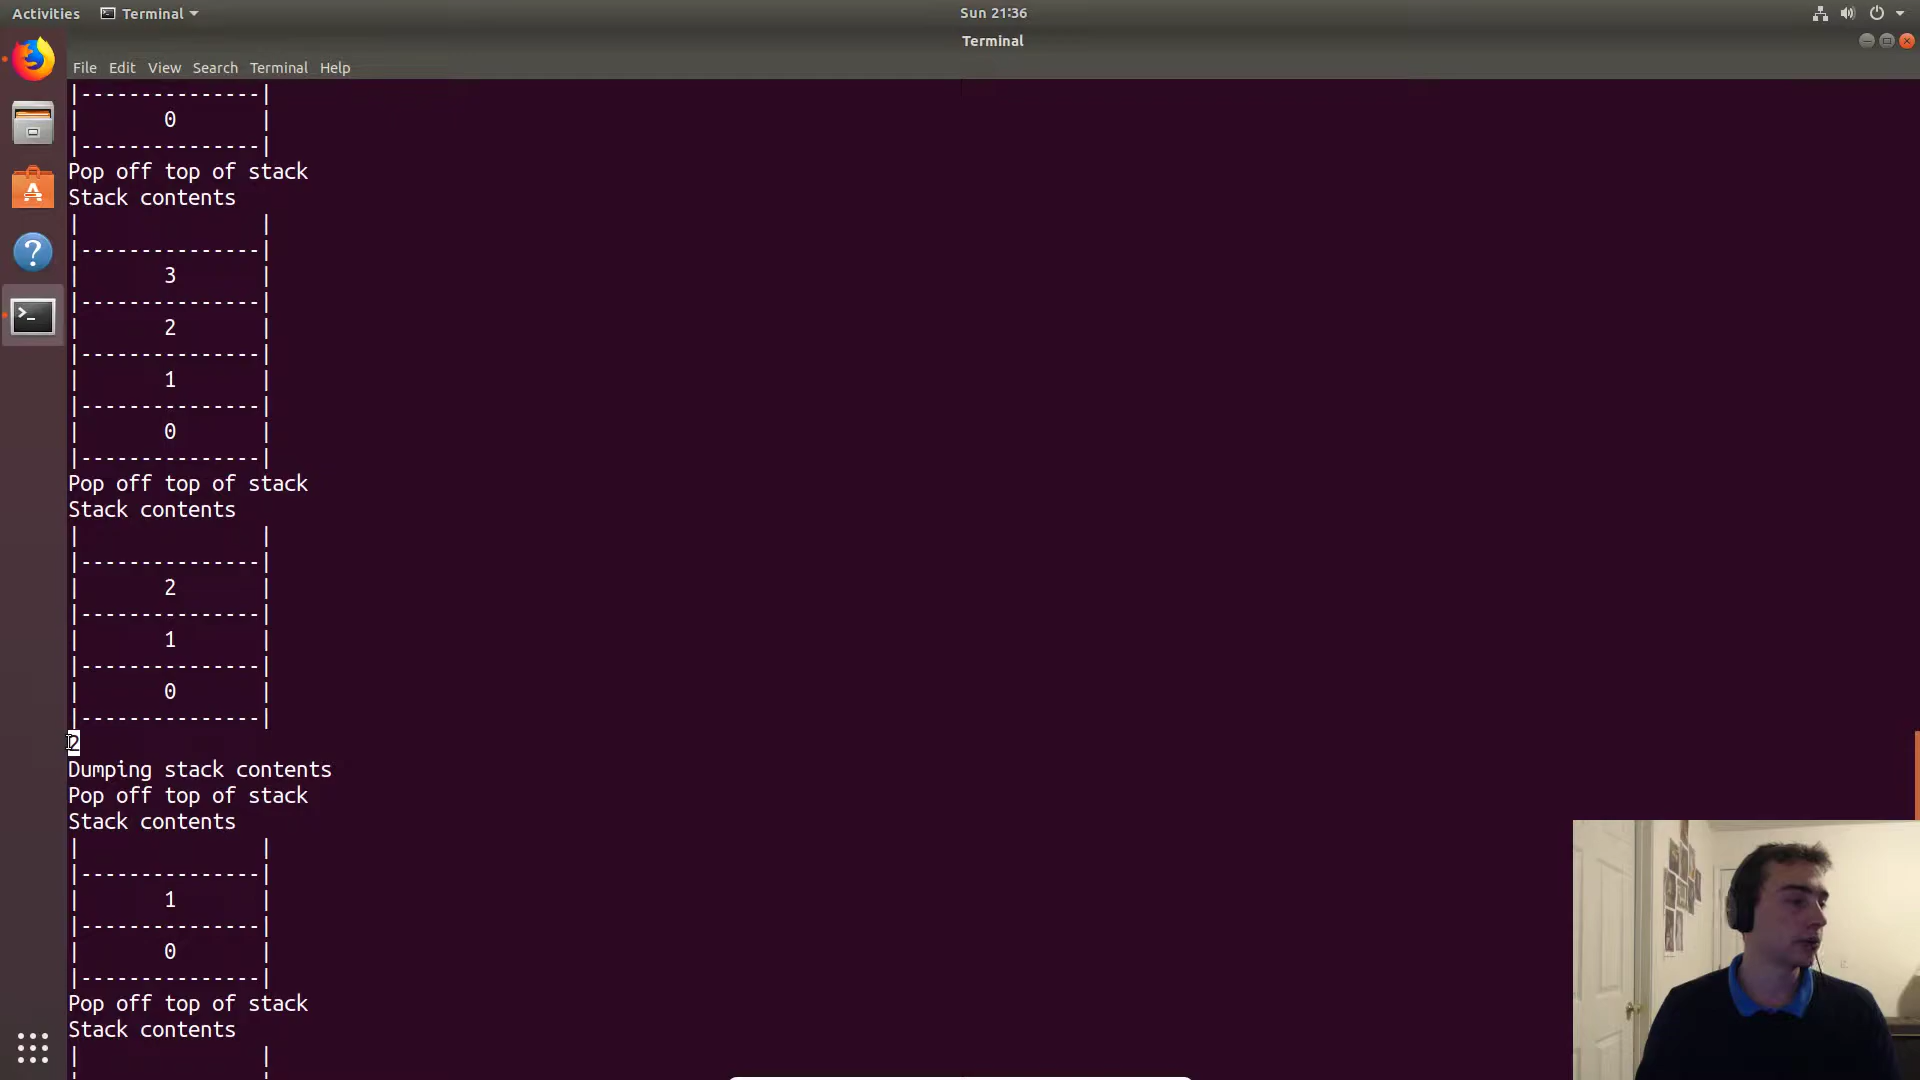 Activities Terminal Sun 21:36
Terminal
File Edit View Search Terminal Help
|---------------|
|       0       |
|---------------|
Pop off top of stack
Stack contents
|               |
|---------------|
|       3       |
|---------------|
|       2       |
|---------------|
|       1       |
|---------------|
|       0       |
|---------------|
Pop off top of stack
Stack contents
|               |
|---------------|
|       2       |
|---------------|
|       1       |
|---------------|
|       0       |
|---------------|
2
Dumping stack contents
Pop off top of stack
Stack contents
|               |
|---------------|
|       1       |
|---------------|
|       0       |
|---------------|
Pop off top of stack
Stack contents
|               |